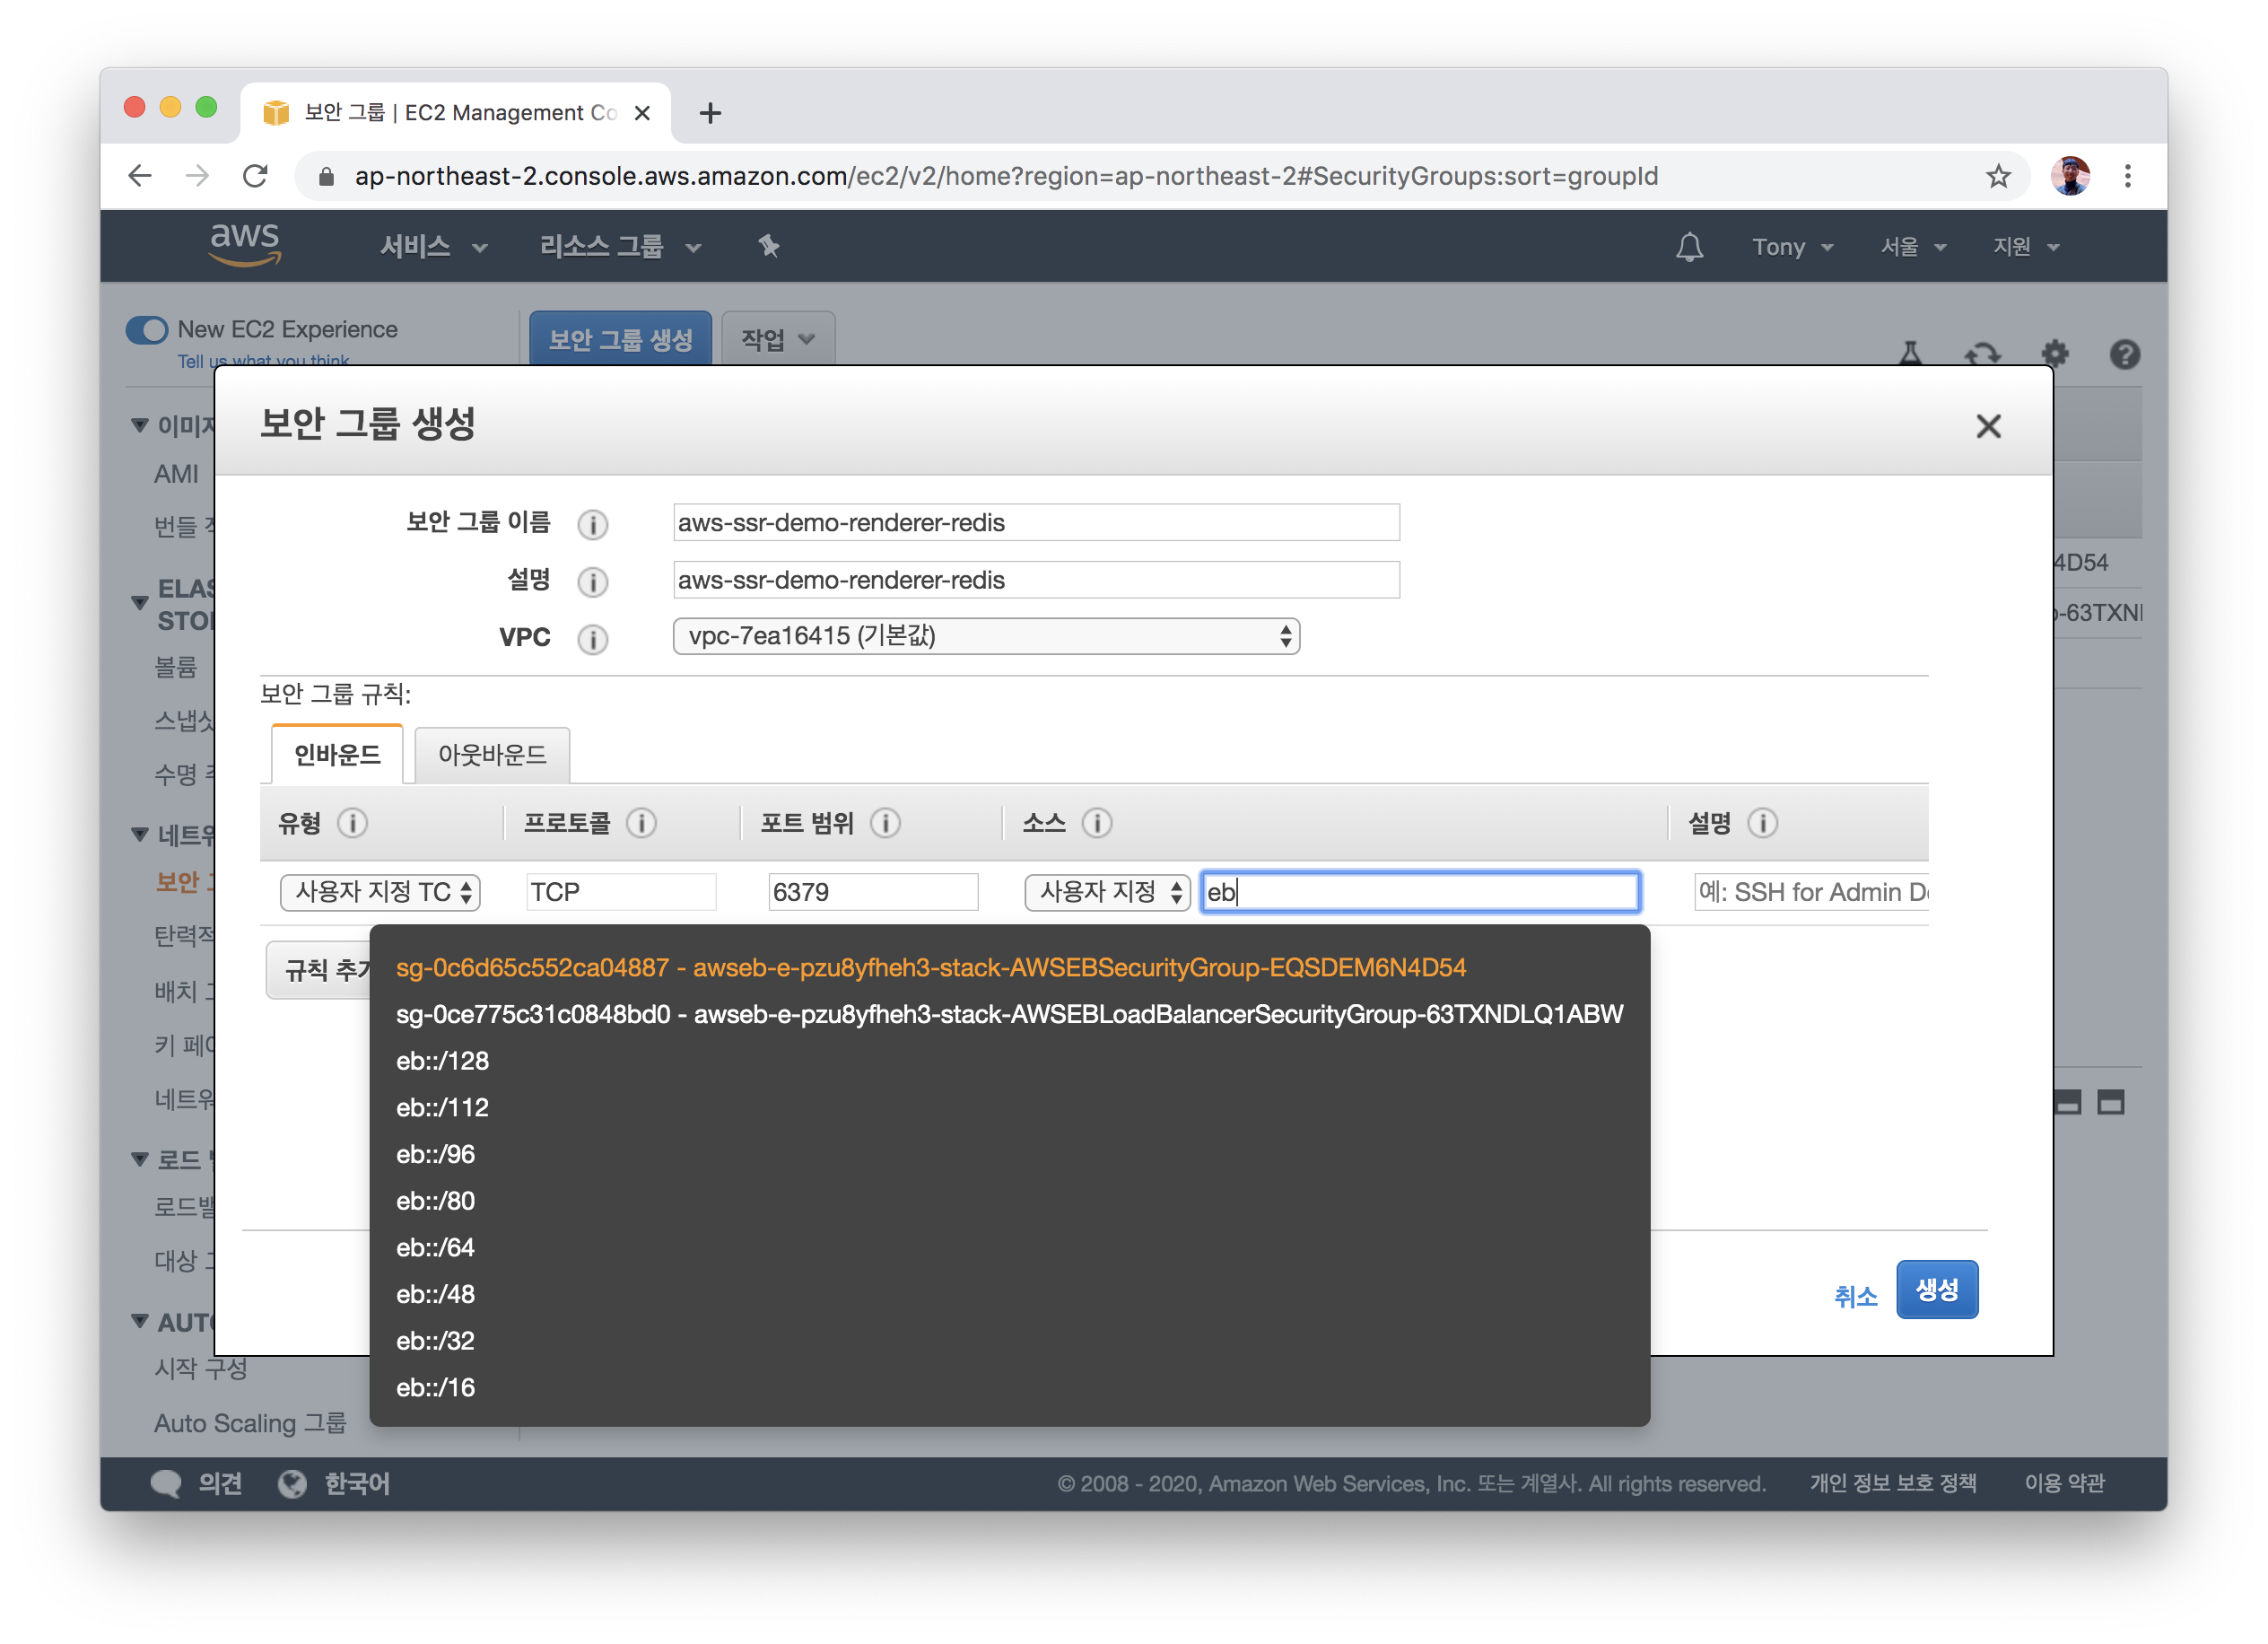 보안 그룹 | EC2 Management Co
ap-northeast-2.console.aws.amazon.com/ec2/v2/home?region=ap-northeast-2#SecurityGroups:sort=groupId
aws 서비스 리소스 그룹 Tony 서울 지원
New EC2 Experience
Tell us what you think
보안 그룹 생성 작업
보안 그룹 생성
보안 그룹 이름 aws-ssr-demo-renderer-redis
설명 aws-ssr-demo-renderer-redis
VPC vpc-7ea16415 (기본값)
보안 그룹 규칙:
인바운드 아웃바운드
유형 프로토콜 포트 범위 소스 설명
사용자 지정 TC TCP 6379 사용자 지정 eb 예: SSH for Admin De
규칙 추가
sg-0c6d65c552ca04887 - awseb-e-pzu8yfheh3-stack-AWSEBSecurityGroup-EQSDEM6N4D54
sg-0ce775c31c0848bd0 - awseb-e-pzu8yfheh3-stack-AWSEBLoadBalancerSecurityGroup-63TXNDLQ1ABW
eb::/128
eb::/112
eb::/96
eb::/80
eb::/64
eb::/48
eb::/32
eb::/16
취소 생성
AMI
번들
ELAS
STO
볼륨
스냅샷
수명
네트워
보안
탄력적
배치
키 페어
네트워
로드
로드밸
대상
AUTO
시작 구성
Auto Scaling 그룹
4D54
-63TXN
의견 한국어 © 2008 - 2020, Amazon Web Services, Inc. 또는 계열사. All rights reserved. 개인 정보 보호 정책 이용 약관